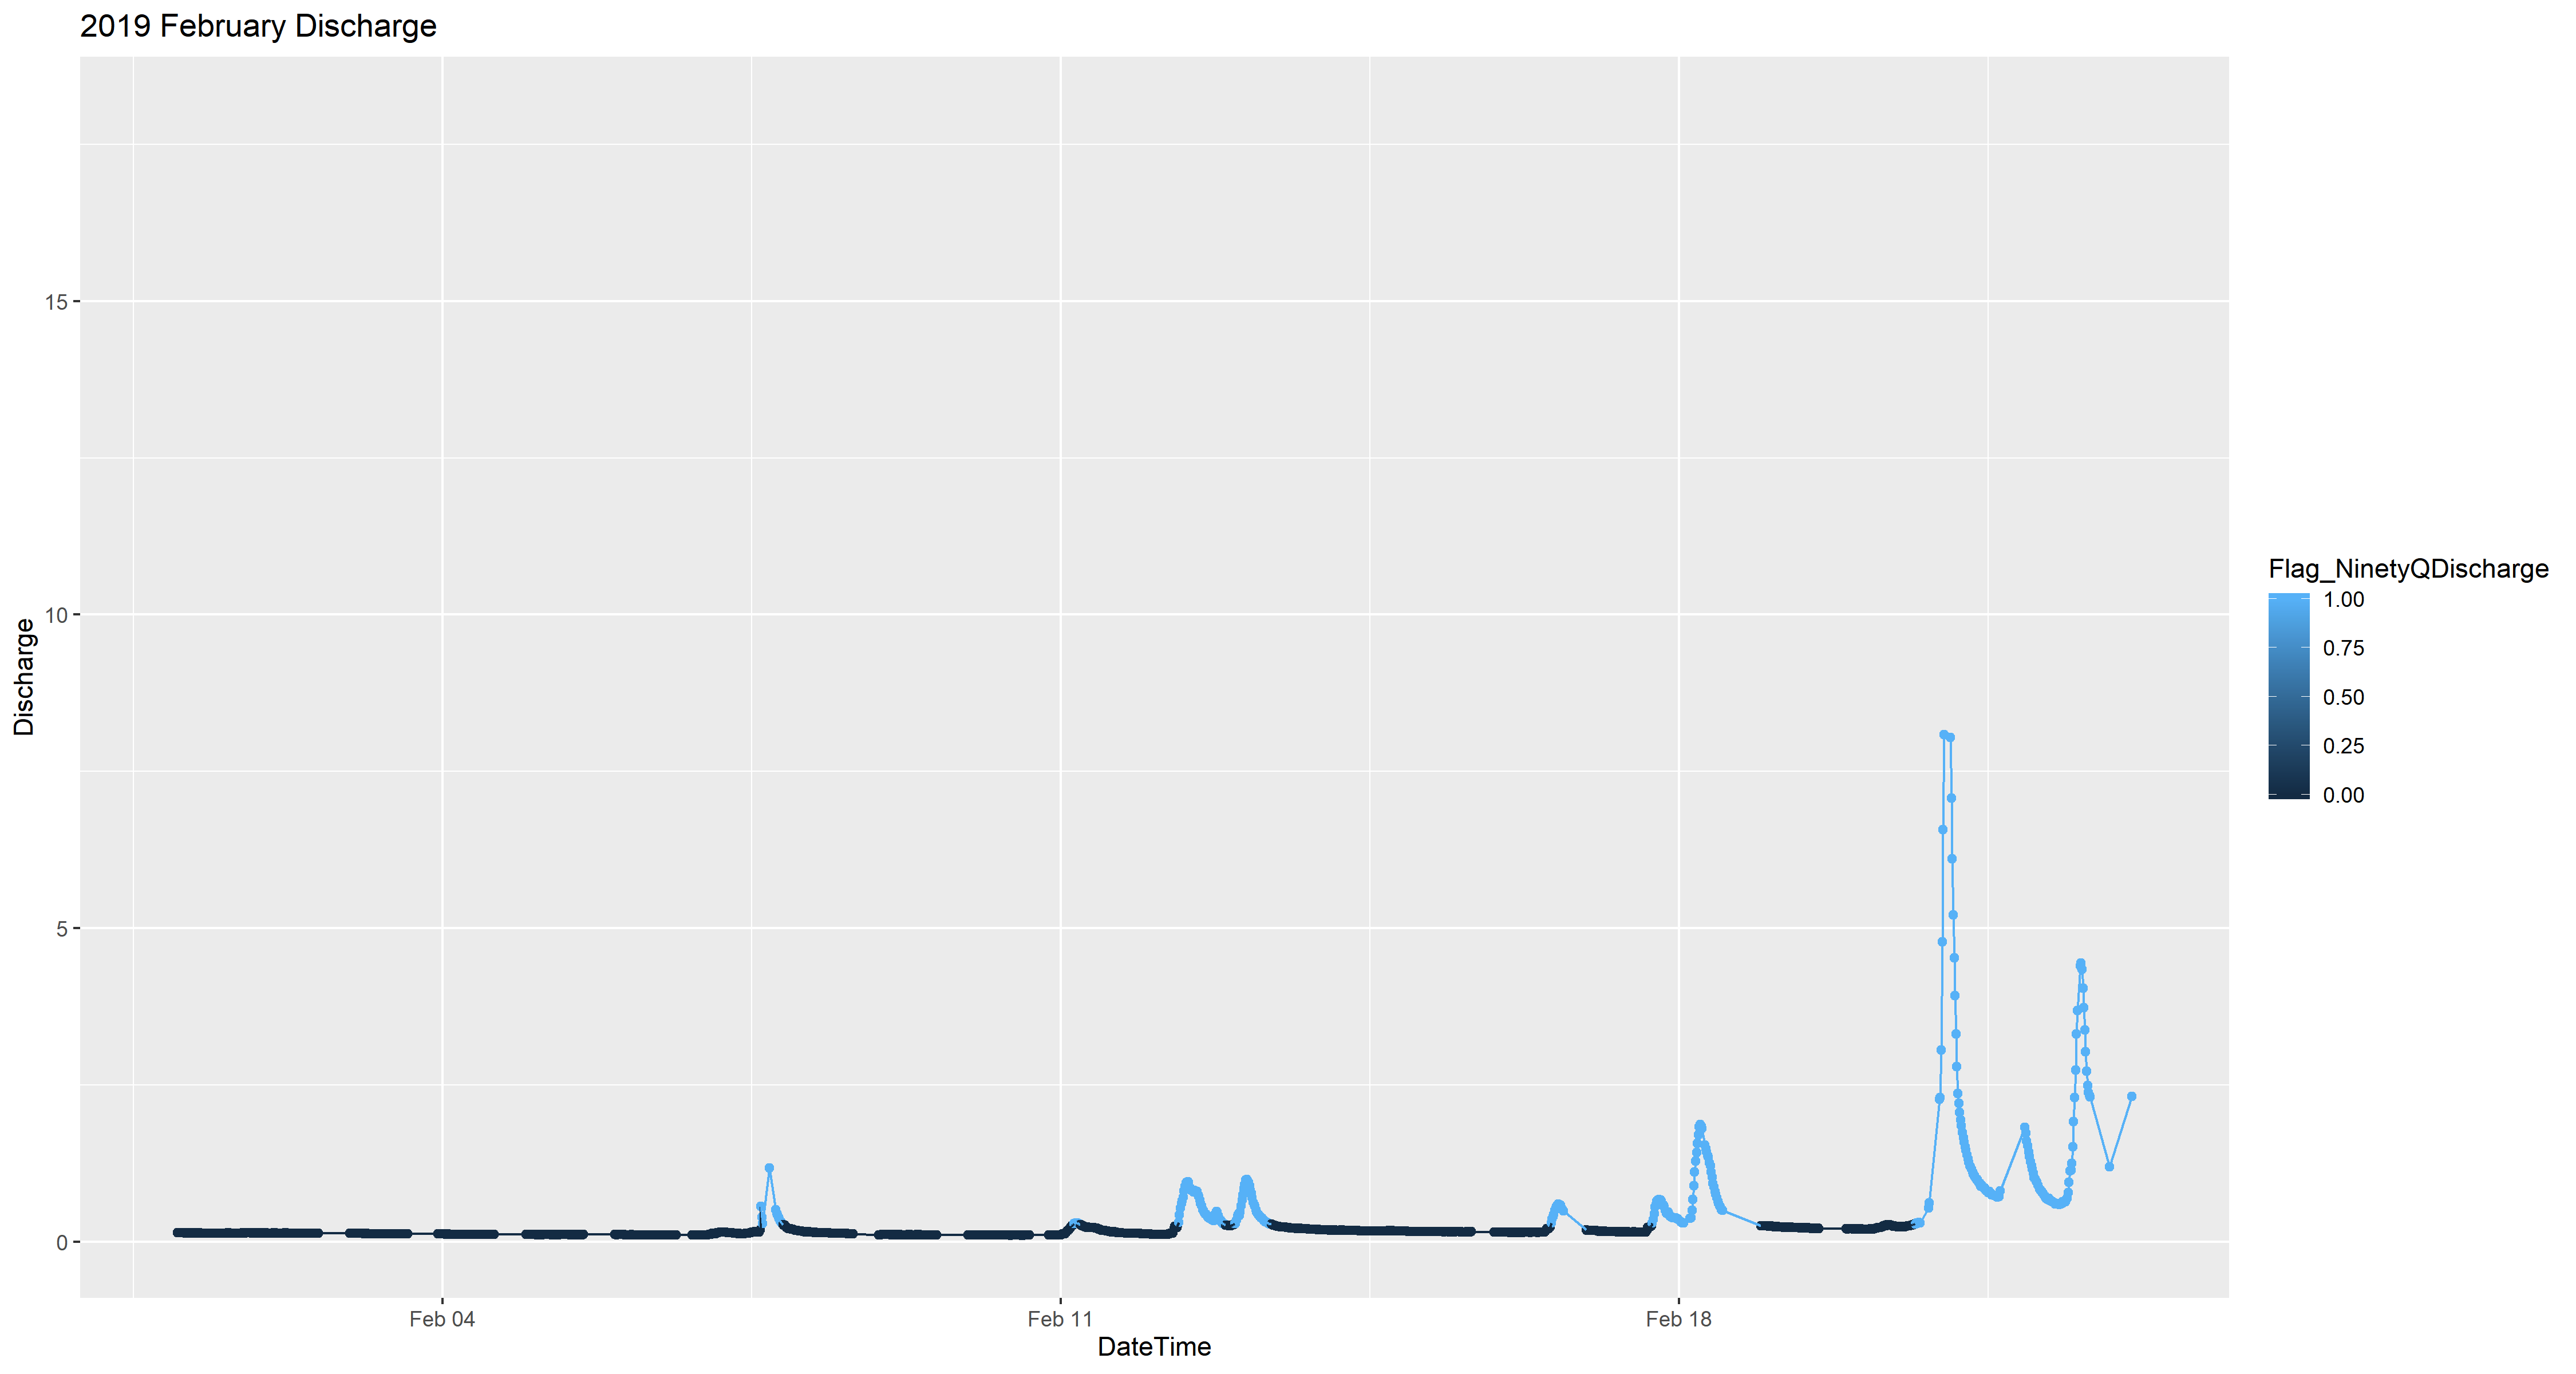 2019 February Discharge
15
10
5
0
Discharge
Feb 04
Feb 11
Feb 18
DateTime
Flag_NinetyQDischarge
1.00
0.75
0.50
0.25
0.00